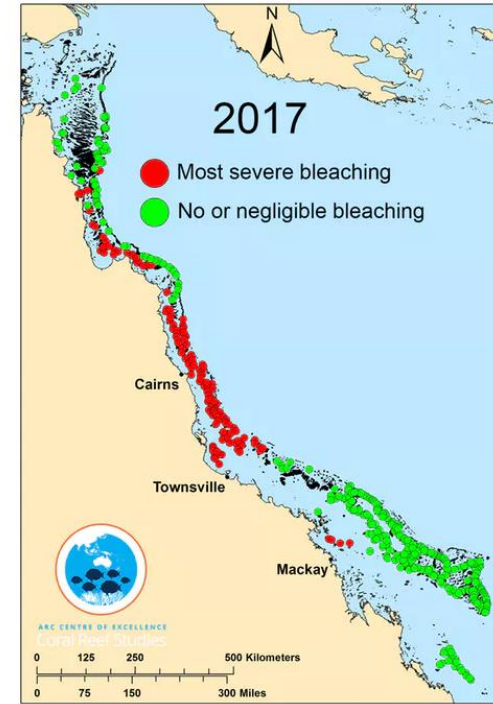 N
2017
Most severe bleaching
No or negligible bleaching
Cairns
Townsville
Mackay
ARC CENTRE OF EXCELLENCE
Coral Reef Studies
0 125 250 500 Kilometers
0 75 150 300 Miles